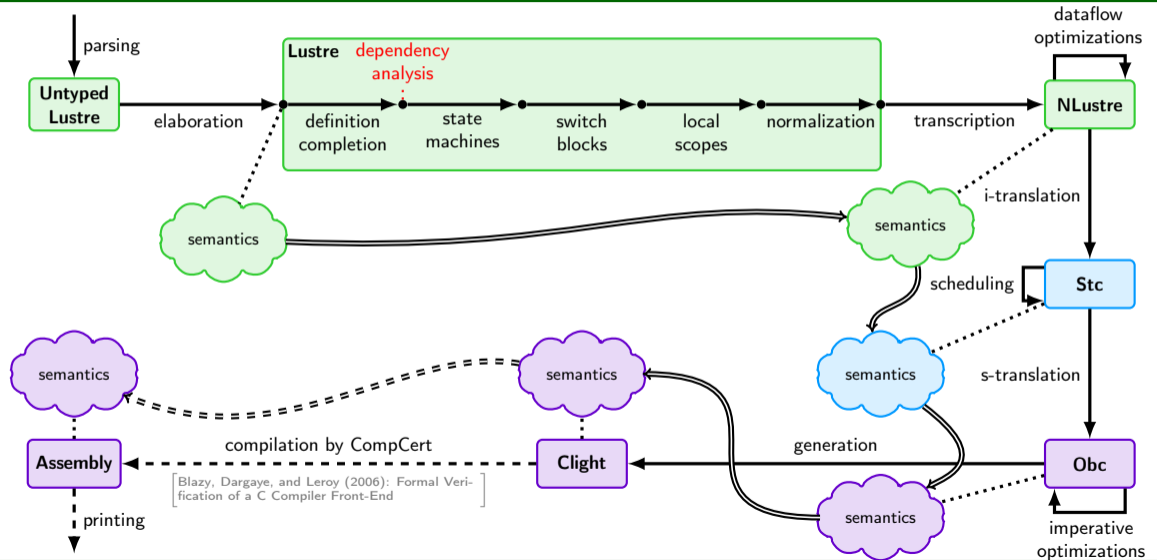 dataflow
optimizations
parsing
Lustre
dependency
analysis
Untyped
Lustre
NLustre
elaboration
definition
completion
state
machines
switch
blocks
local
scopes
normalization
transcription
i-translation
semantics
semantics
scheduling
Stc
semantics
semantics
semantics
s-translation
compilation by CompCert
generation
Assembly
Clight
Obc
Blazy, Dargaye, and Leroy (2006): Formal Veri-
fication of a C Compiler Front-End
semantics
printing
imperative
optimizations